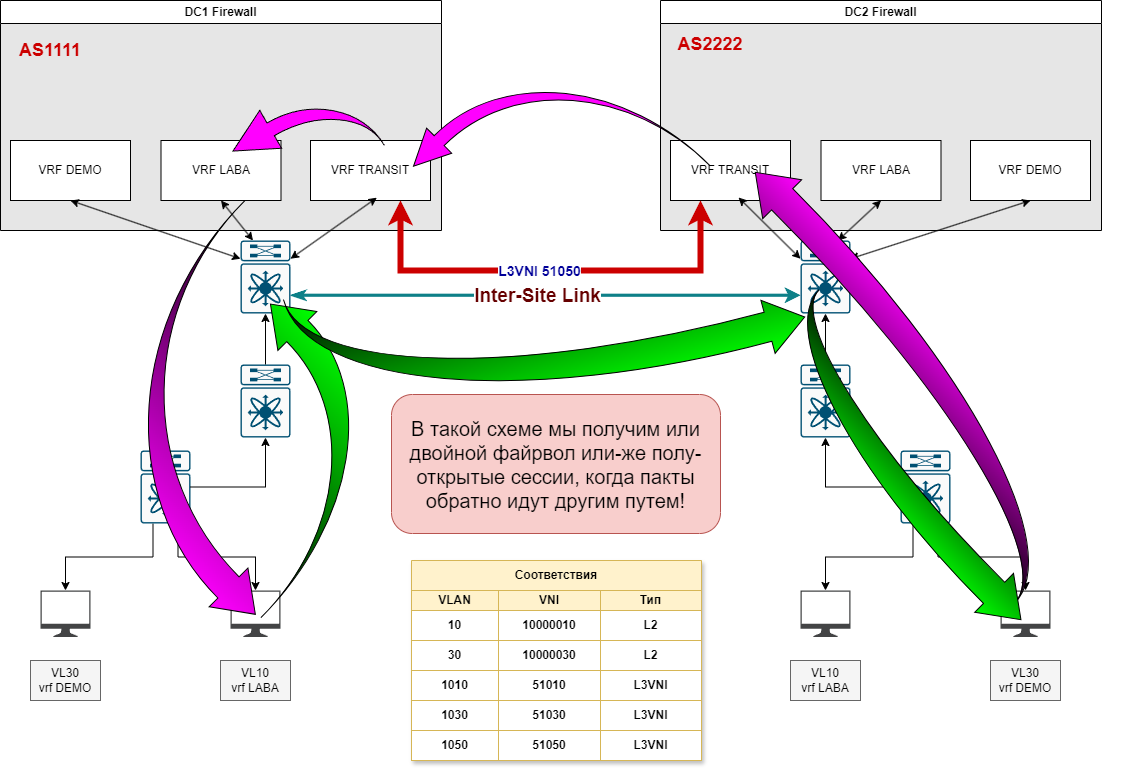 DC1 Firewall
DC2 Firewall
AS1111
AS2222
VRF DEMO
VRF LABA
VRF TRANSIT
VRF TRANSIT
VRF LABA
VRF DEMO
L3VNI 51050
Inter-Site Link
В такой схеме мы получим или
двойной файрвол или-же полу-
открытые сессии, когда пакты
обратно идут другим путем!
Соответствия
VLAN VNI Тип
10 10000010 L2
30 10000030 L2
1010 51010 L3VNI
1030 51030 L3VNI
1050 51050 L3VNI
VL30
vrf DEMO
VL10
vrf LABA
VL10
vrf LABA
VL30
vrf DEMO